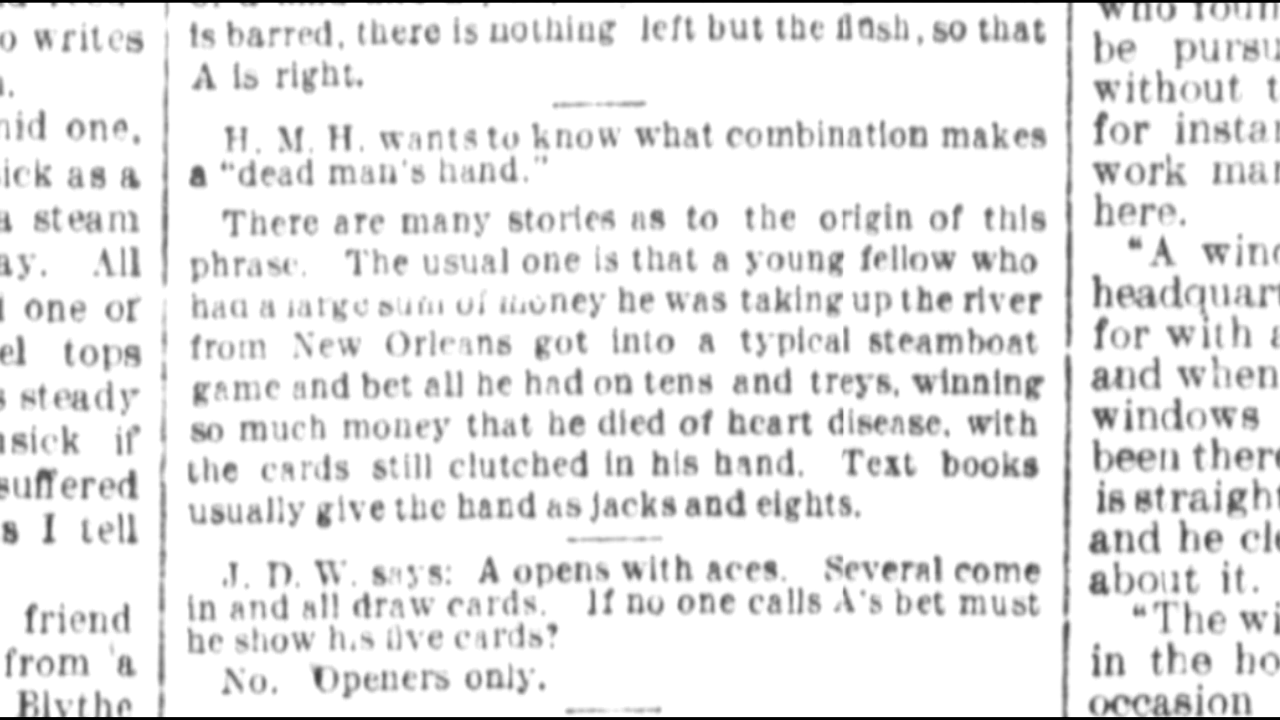 o writes
nid one,
ick as a
a steam
ay. All
one or
el tops
s steady
sick if
suffered
s I tell
friend
from a
Blythe
is barred, there is nothing left but the flush, so that
A is right.
H. M. H. wants to know what combination makes
a "dead man's hand."
There are many stories as to the origin of this
phrase. The usual one is that a young fellow who
had a large sum of money he was taking up the river
from New Orleans got into a typical steamboat
game and bet all he had on tens and treys, winning
so much money that he died of heart disease, with
the cards still clutched in his hand. Text books
usually give the hand as jacks and eights.
J. D. W. says: A opens with aces. Several come
in and all draw cards. If no one calls A's bet must
he show his five cards?
No. Openers only.
who foun
be pursu
without t
for instan
work man
here.
"A wind
headquart
for with a
and when
windows
been there
is straight
and he cle
about it.
"The wi
in the ho
occasion